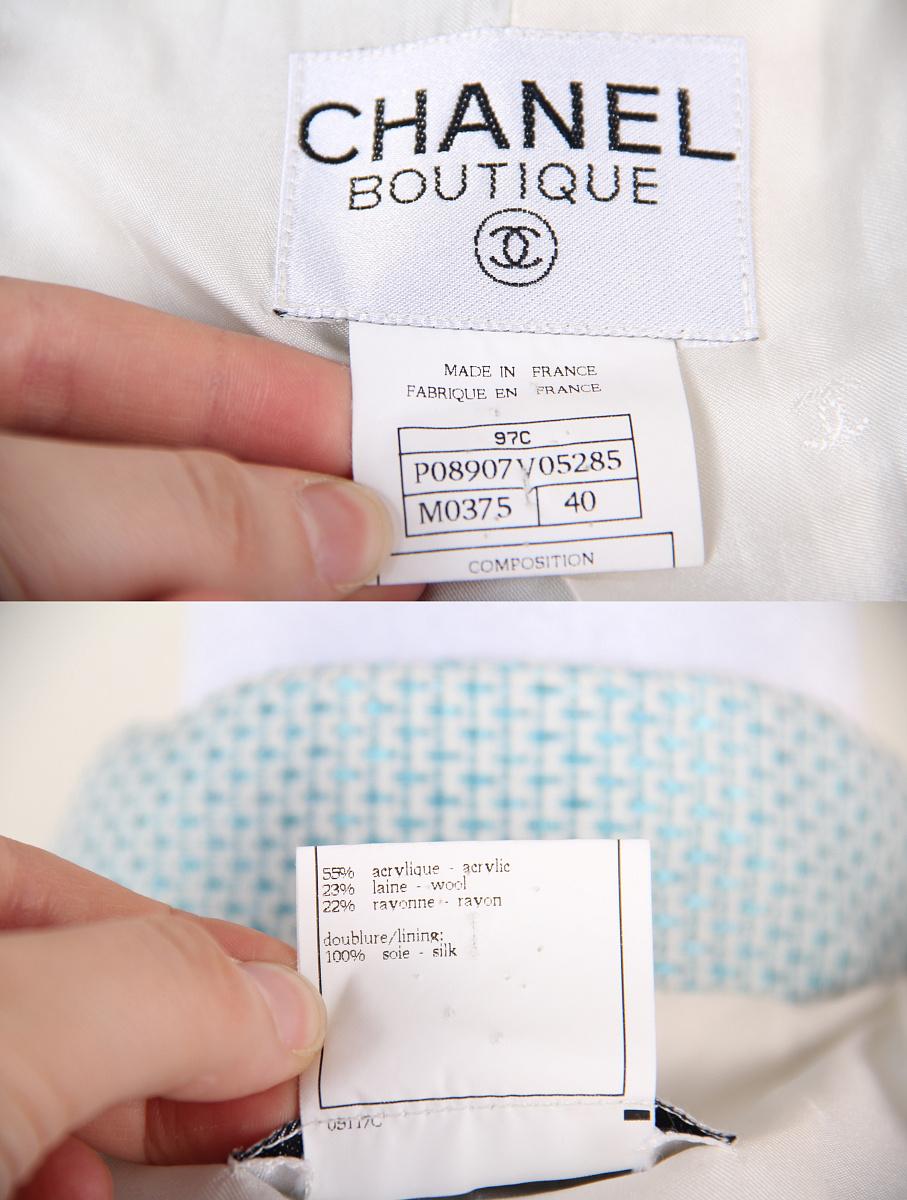 CHANEL
BOUTIQUE
MADE IN FRANCE
FABRIQUE EN FRANCE
97C
P08907V05285
M0375 40
COMPOSITION
55% acrylique - acrylic
23% laine - wool
22% rayonne - rayon
doublure/lining:
100% soie - silk